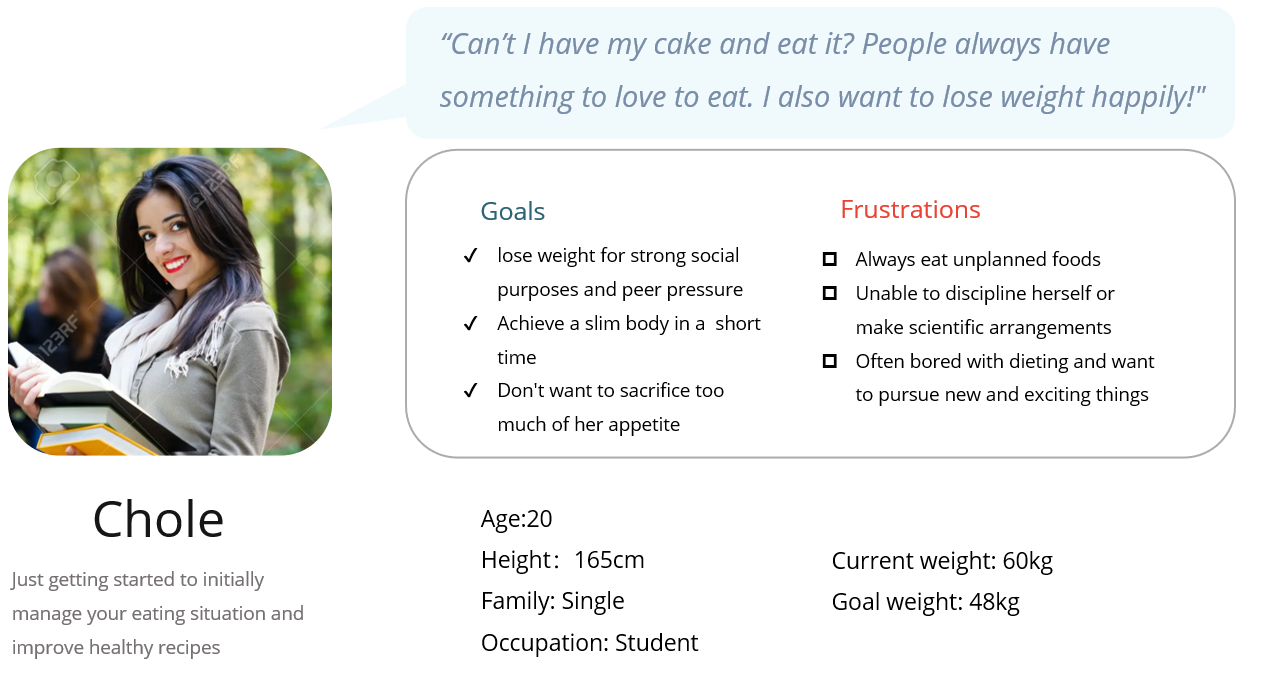 “Can’t I have my cake and eat it? People always have
something to love to eat. I also want to lose weight happily!"
Goals
lose weight for strong social
purposes and peer pressure
Achieve a slim body in a  short
time
Don't want to sacrifice too
much of her appetite
Frustrations
Always eat unplanned foods
Unable to discipline herself or
make scientific arrangements
Often bored with dieting and want
to pursue new and exciting things
123RF
123RF
Chole
Just getting started to initially
manage your eating situation and
improve healthy recipes
Age:20
Height：165cm
Family: Single
Occupation: Student
Current weight: 60kg
Goal weight: 48kg